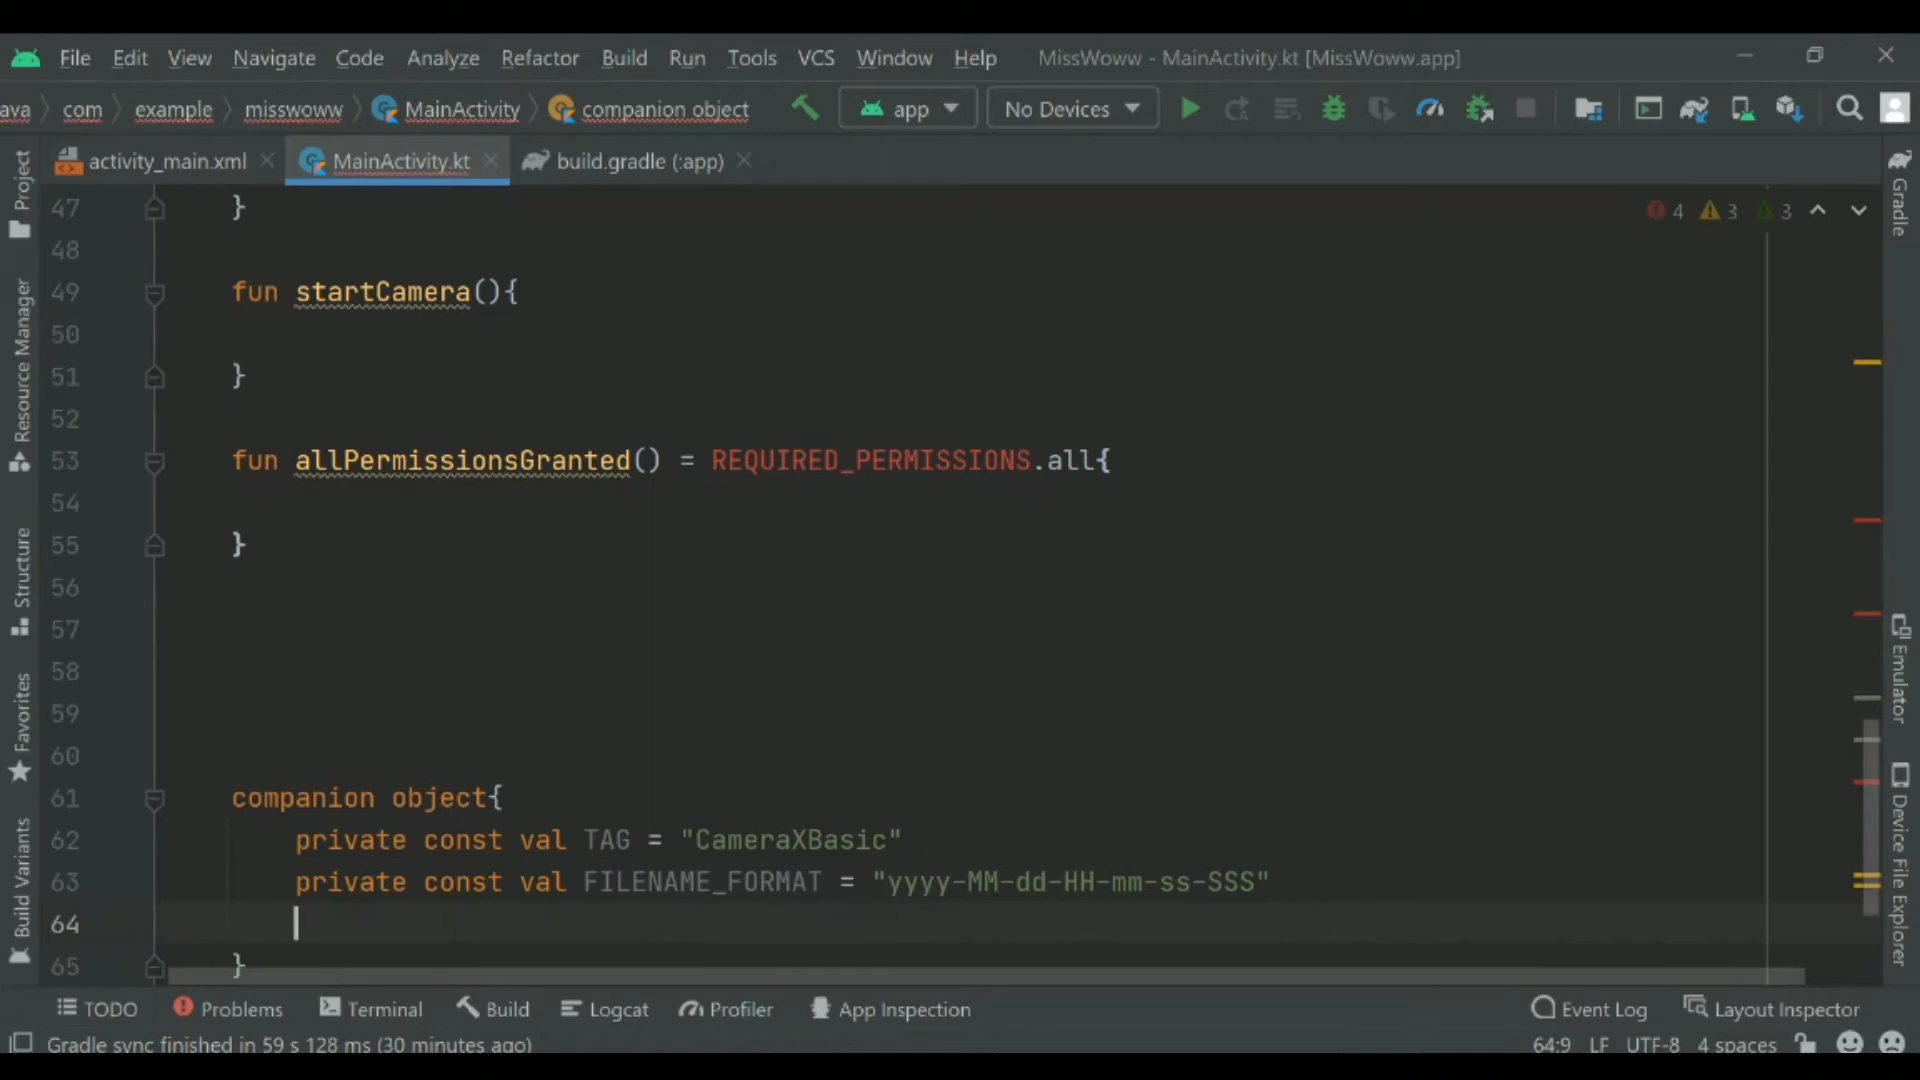 File Edit View Navigate Code Analyze Refactor Build Run Tools VCS Window Help MissWoww - MainActivity.kt [MissWoww.app]
ava com example misswoww MainActivity companion object app No Devices
activity_main.xml MainActivity.kt build.gradle (:app)
Project
Resource Manager
Structure
Favorites
Build Variants
47 }
4 3 3
48
49 fun startCamera(){
50
51 }
52
53 fun allPermissionsGranted() = REQUIRED_PERMISSIONS.all{
54
55 }
56
57
58
59
60
61 companion object{
62 private const val TAG = "CameraXBasic"
63 private const val FILENAME_FORMAT = "yyyy-MM-dd-HH-mm-ss-SSS"
64
65 }
Gradle
Emulator
Device File Explorer
TODO Problems Terminal Build Logcat Profiler App Inspection Event Log Layout Inspector
Gradle sync finished in 59 s 128 ms (30 minutes ago) 64:9 LF UTF-8 4 spaces